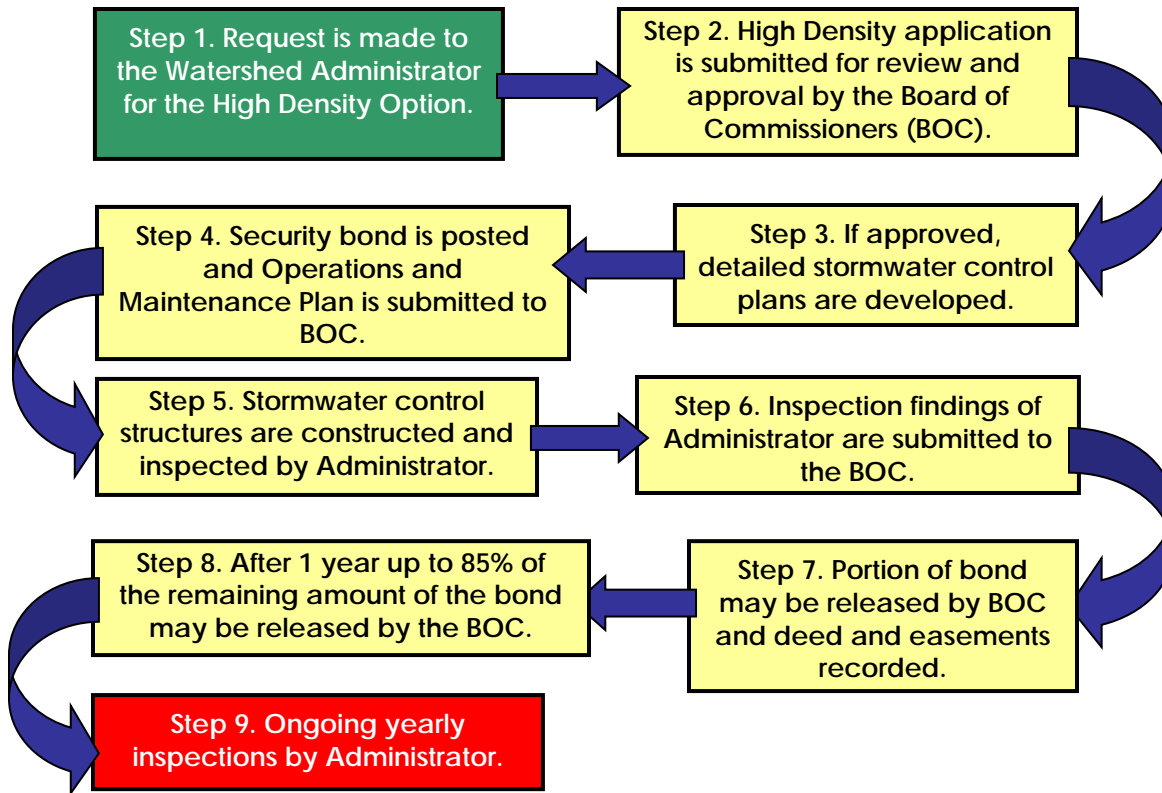 Step 1. Request is made to
the Watershed Administrator
for the High Density Option.
Step 2. High Density application
is submitted for review and
approval by the Board of
Commissioners (BOC).
Step 3. If approved,
detailed stormwater control
plans are developed.
Step 4. Security bond is posted
and Operations and
Maintenance Plan is submitted to
BOC.
Step 5. Stormwater control
structures are constructed and
inspected by Administrator.
Step 6. Inspection findings of
Administrator are submitted to
the BOC.
Step 7. Portion of bond
may be released by BOC
and deed and easements
recorded.
Step 8. After 1 year up to 85% of
the remaining amount of the bond
may be released by the BOC.
Step 9. Ongoing yearly
inspections by Administrator.